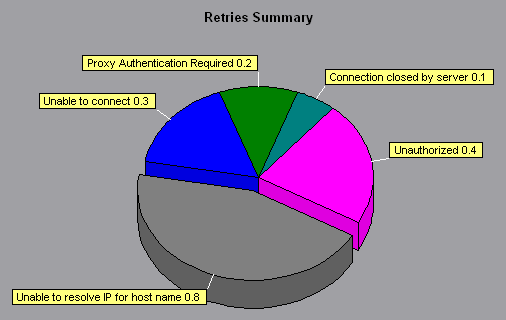 Retries Summary
Proxy Authentication Required 0.2
Connection closed by server 0.1
Unable to connect 0.3
Unauthorized 0.4
Unable to resolve IP for host name 0.8